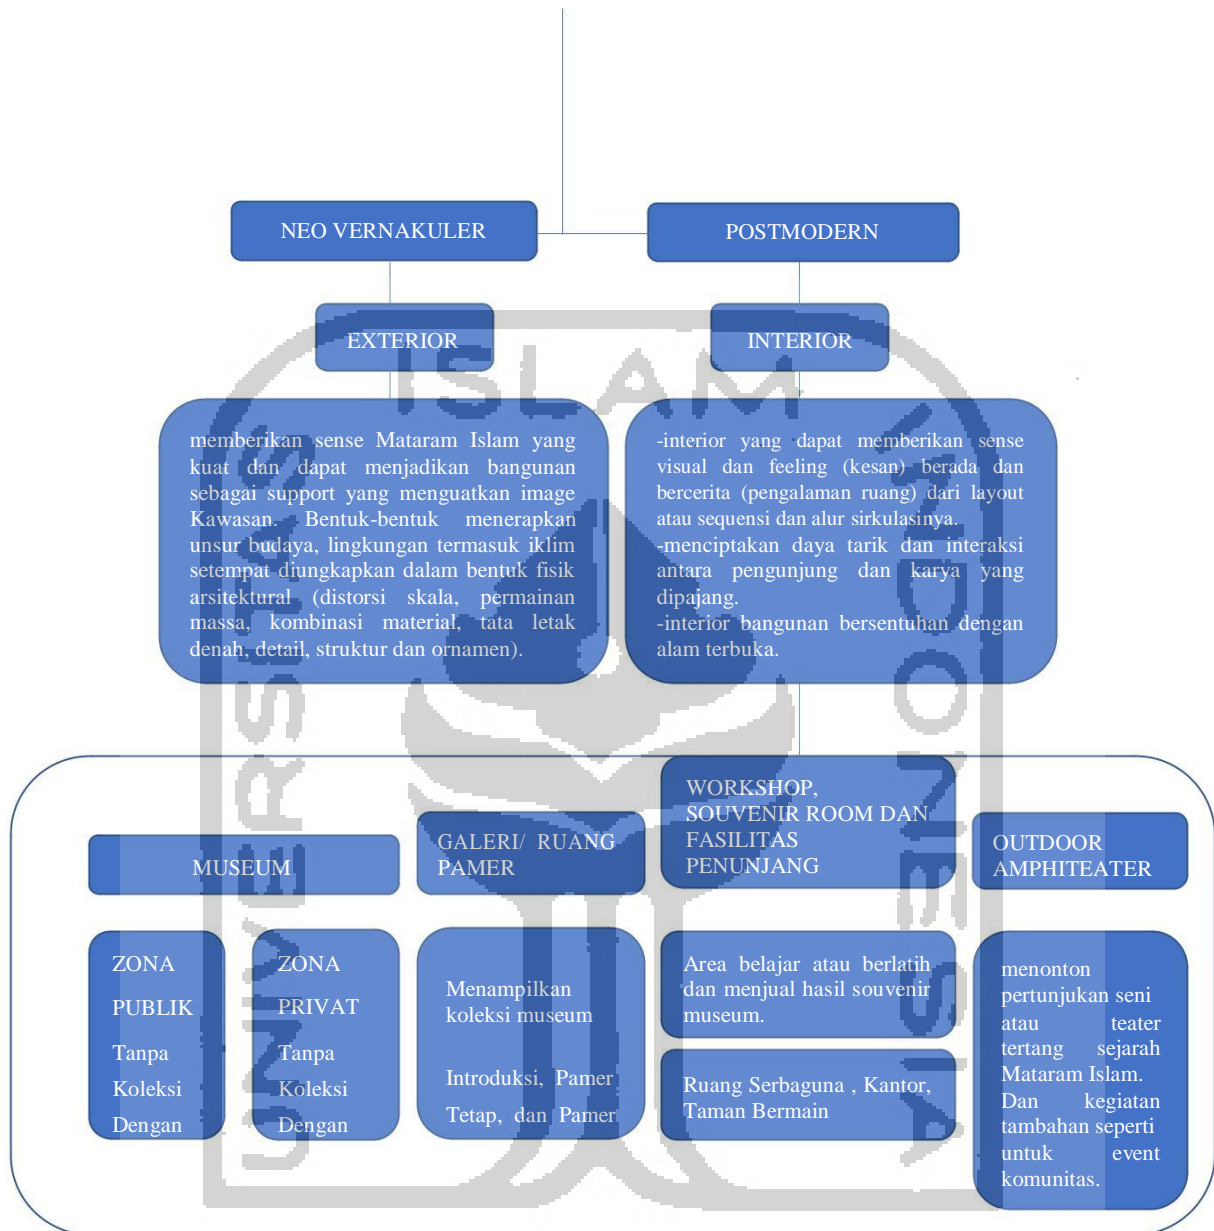 NEO VERNAKULER
POSTMODERN
EXTERIOR
INTERIOR
memberikan sense Mataram Islam yang
kuat dan dapat menjadikan bangunan
sebagai support yang menguatkan image
Kawasan. Bentuk-bentuk menerapkan
unsur budaya, lingkungan termasuk iklim
setempat diungkapkan dalam bentuk fisik
arsitektural (distorsi skala, permainan
massa, kombinasi material, tata letak
denah, detail, struktur dan ornamen).
-interior yang dapat memberikan sense
visual dan feeling (kesan) berada dan
bercerita (pengalaman ruang) dari layout
atau sequensi dan alur sirkulasinya.
-menciptakan daya tarik dan interaksi
antara pengunjung dan karya yang
dipajang.
-interior bangunan bersentuhan dengan
alam terbuka.
MUSEUM
GALERI/ RUANG
PAMER
WORKSHOP,
SOUVENIR ROOM DAN
FASILITAS
PENUNJANG
OUTDOOR
AMPHITEATER
ZONA
PUBLIK
Tanpa
Koleksi
Dengan
ZONA
PRIVAT
Tanpa
Koleksi
Dengan
Menampilkan
koleksi museum
Introduksi, Pamer
Tetap, dan Pamer
Area belajar atau berlatih
dan menjual hasil souvenir
museum.
Ruang Serbaguna , Kantor,
Taman Bermain
menonton
pertunjukan seni
atau teater
tertang sejarah
Mataram Islam.
Dan kegiatan
tambahan seperti
untuk event
komunitas.
UNIVERSITAS
ISLAM
INDONESIA